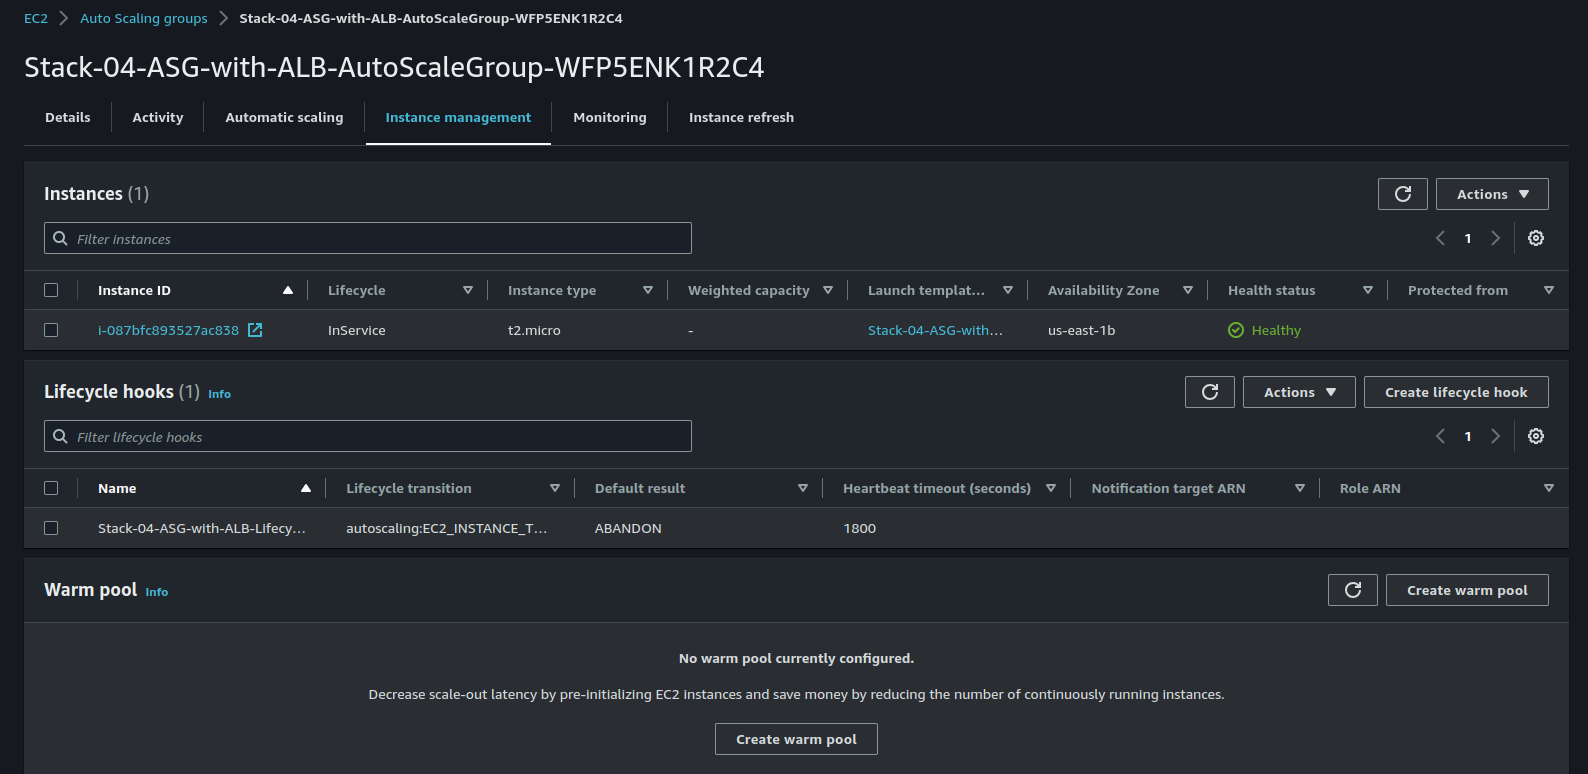 EC2 Auto Scaling groups Stack-04-ASG-with-ALB-AutoScaleGroup-WFP5ENK1R2C4
Stack-04-ASG-with-ALB-AutoScaleGroup-WFP5ENK1R2C4
Details Activity Automatic scaling Instance management Monitoring Instance refresh
Instances (1) Actions
Filter instances 1
Instance ID Lifecycle Instance type Weighted capacity Launch templat... Availability Zone Health status Protected from
i-087bfc893527ac838 InService t2.micro - Stack-04-ASG-with... us-east-1b Healthy
Lifecycle hooks (1) Info Actions Create lifecycle hook
Filter lifecycle hooks 1
Name Lifecycle transition Default result Heartbeat timeout (seconds) Notification target ARN Role ARN
Stack-04-ASG-with-ALB-Lifecy... autoscaling:EC2_INSTANCE_T... ABANDON 1800
Warm pool Info Create warm pool
No warm pool currently configured.
Decrease scale-out latency by pre-initializing EC2 instances and save money by reducing the number of continuously running instances.
Create warm pool